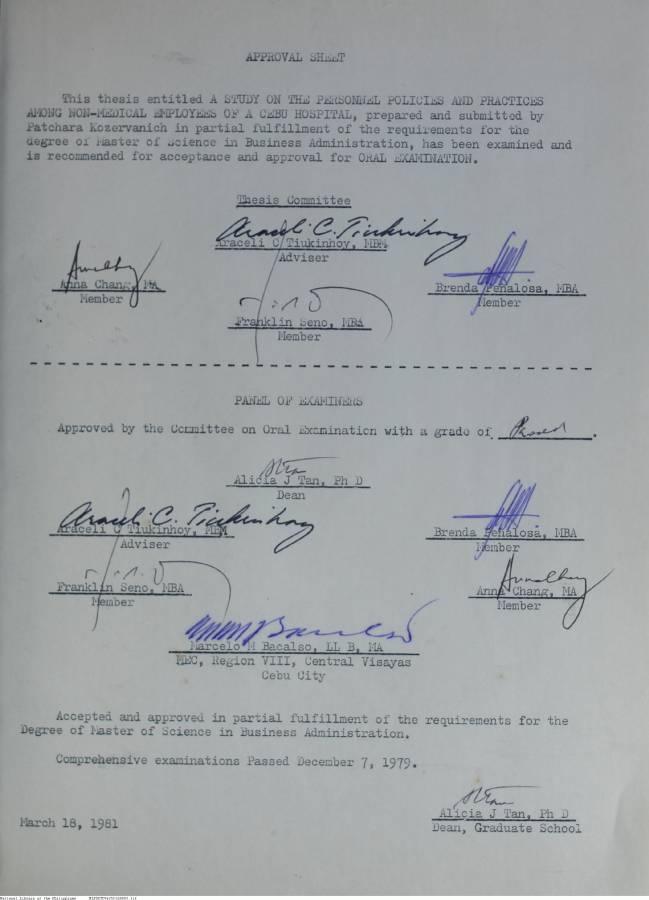 APPROVAL SHEET
This thesis entitled A STUDY ON THE PERSONNEL POLICIES AND PRACTICES
AMONG NON-MEDICAL EMPLOYEES OF A CEBU HOSPITAL, prepared and submitted by
Patchara Kozervanich in partial fulfillment of the requirements for the
degree of Master of Science in Business Administration, has been examined and
is recommended for acceptance and approval for ORAL EXAMINATION.
Thesis Committee
Araceli C. Tiukinhoy
Araceli C Tiukinhoy, MBA
Adviser
Anna Chang, MA
Member
Brenda Peñalosa, MBA
Member
Franklin Seno, MBA
Member
PANEL OF EXAMINERS
Approved by the Committee on Oral Examination with a grade of Passed.
Alicia J Tan, Ph D
Dean
Araceli C. Tiukinhoy
Araceli C Tiukinhoy, MBA
Adviser
Brenda Peñalosa, MBA
Member
Franklin Seno, MBA
Member
Anna Chang, MA
Member
Marcelo M Bacalso, LL B, MA
MEC, Region VIII, Central Visayas
Cebu City
Accepted and approved in partial fulfillment of the requirements for the
Degree of Master of Science in Business Administration.
Comprehensive examinations Passed December 7, 1979.
Alicia J Tan, Ph D
Dean, Graduate School
March 18, 1981
National Library of the Philippines